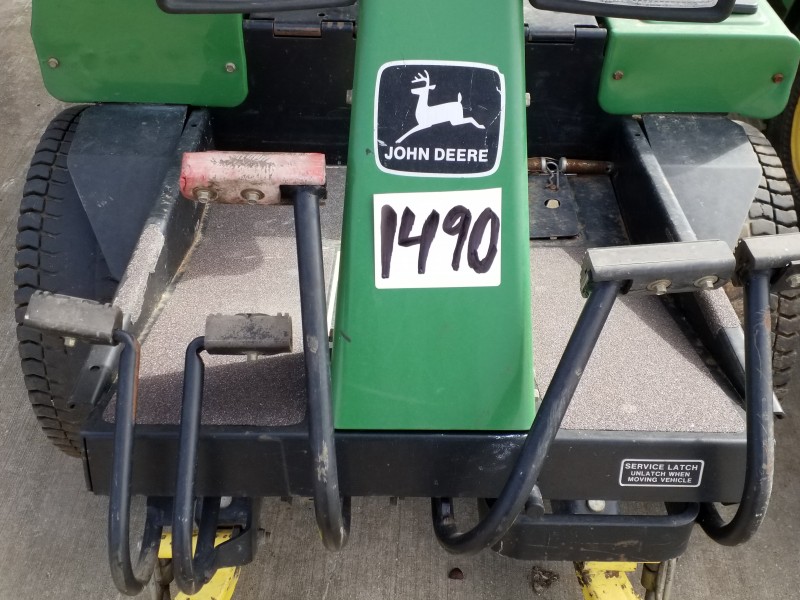 JOHN DEERE
1490
SERVICE LATCH
UNLATCH WHEN
MOVING VEHICLE